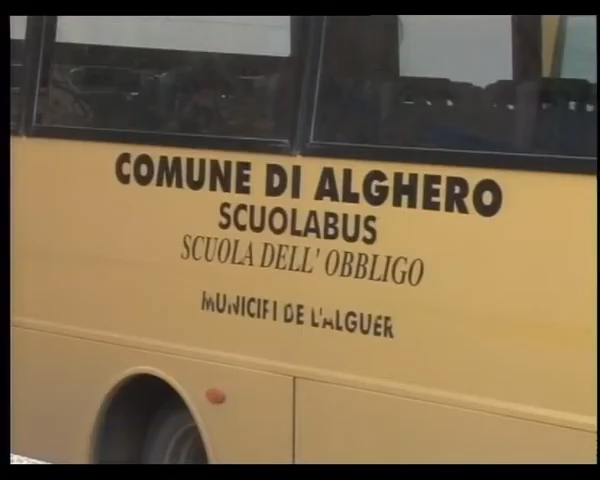 COMUNE DI ALGHERO
SCUOLABUS
SCUOLA DELL' OBBLIGO
MUNICIPI DE L'ALGUER